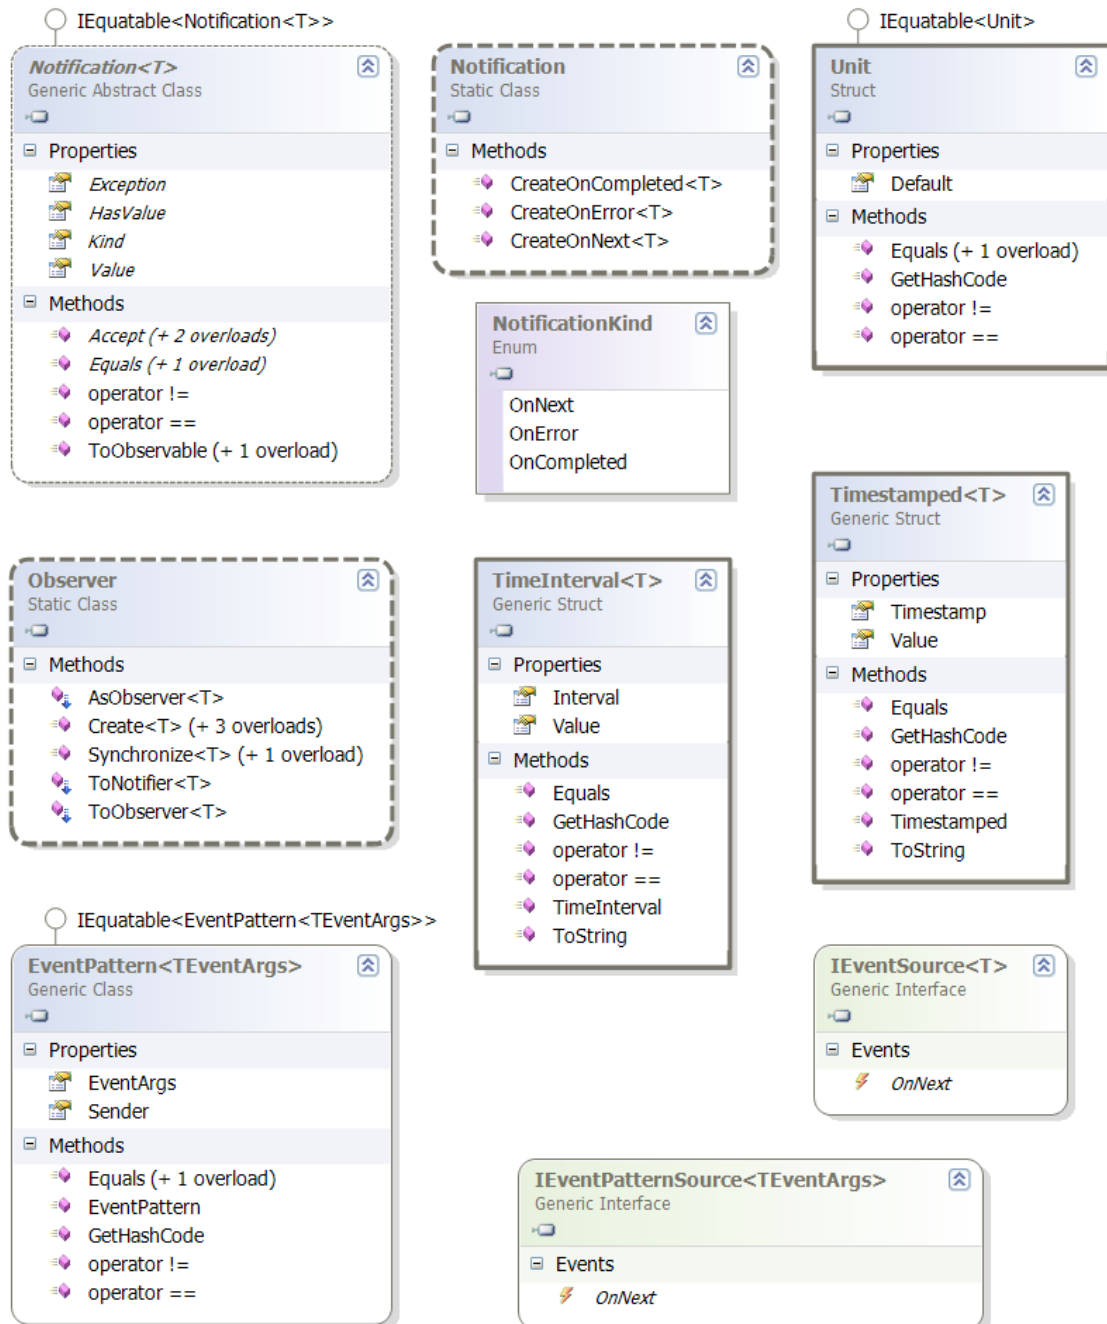 IEquatable<Notification<T>>
Notification<T>
Generic Abstract Class
Properties
Exception
HasValue
Kind
Value
Methods
Accept (+ 2 overloads)
Equals (+ 1 overload)
operator !=
operator ==
ToObservable (+ 1 overload)
Notification
Static Class
Methods
CreateOnCompleted<T>
CreateOnError<T>
CreateOnNext<T>
IEquatable<Unit>
Unit
Struct
Properties
Default
Methods
Equals (+ 1 overload)
GetHashCode
operator !=
operator ==
NotificationKind
Enum
OnNext
OnError
OnCompleted
Timestamped<T>
Generic Struct
Properties
Timestamp
Value
Methods
Equals
GetHashCode
operator !=
operator ==
Timestamped
ToString
Observer
Static Class
Methods
AsObserver<T>
Create<T> (+ 3 overloads)
Synchronize<T> (+ 1 overload)
ToNotifier<T>
ToObserver<T>
TimeInterval<T>
Generic Struct
Properties
Interval
Value
Methods
Equals
GetHashCode
operator !=
operator ==
TimeInterval
ToString
IEquatable<EventPattern<TEventArgs>>
EventPattern<TEventArgs>
Generic Class
Properties
EventArgs
Sender
Methods
Equals (+ 1 overload)
EventPattern
GetHashCode
operator !=
operator ==
IEventSource<T>
Generic Interface
Events
OnNext
IEventPatternSource<TEventArgs>
Generic Interface
Events
OnNext